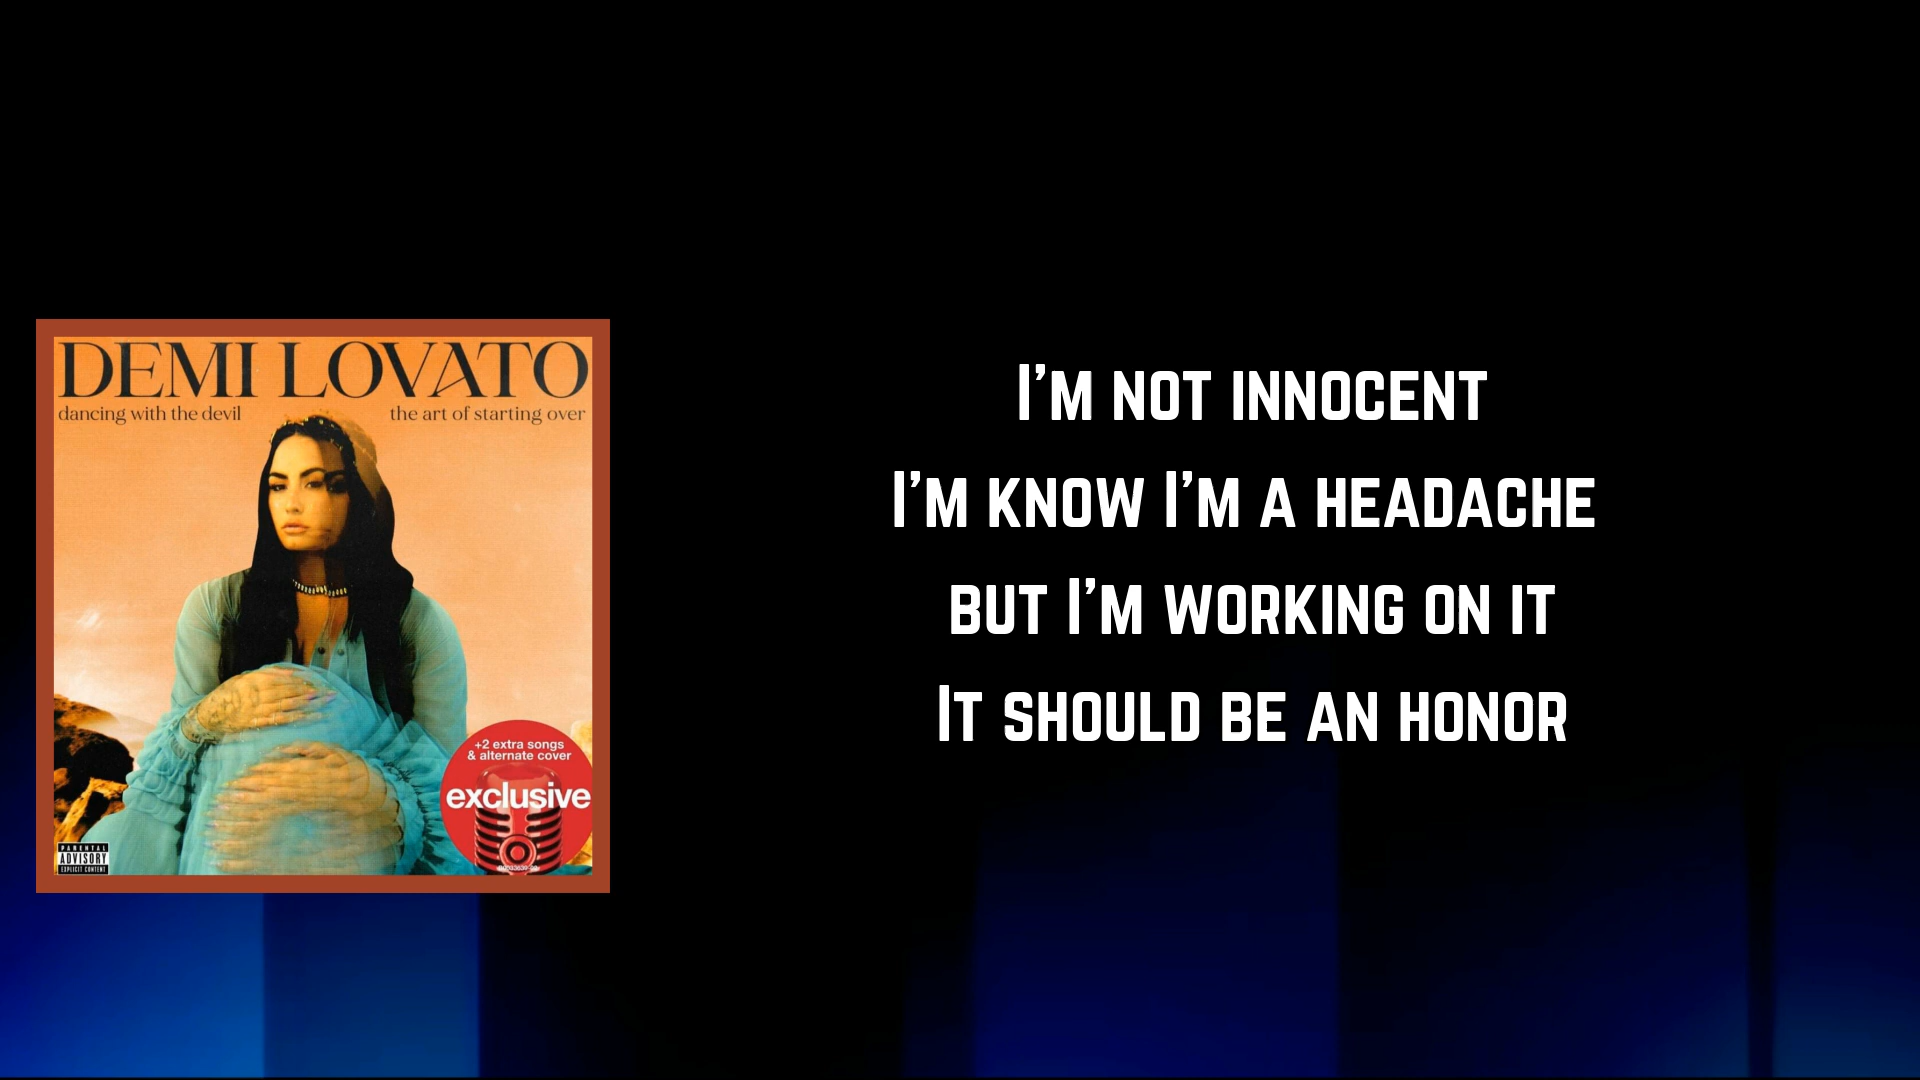 DEMI LOVATO
dancing with the devil
the art of starting over
+2 extra songs
& alternate cover
exclusive
PARENTAL
ADVISORY
EXPLICIT CONTENT
I'M NOT INNOCENT
I'M KNOW I'M A HEADACHE
BUT I'M WORKING ON IT
IT SHOULD BE AN HONOR